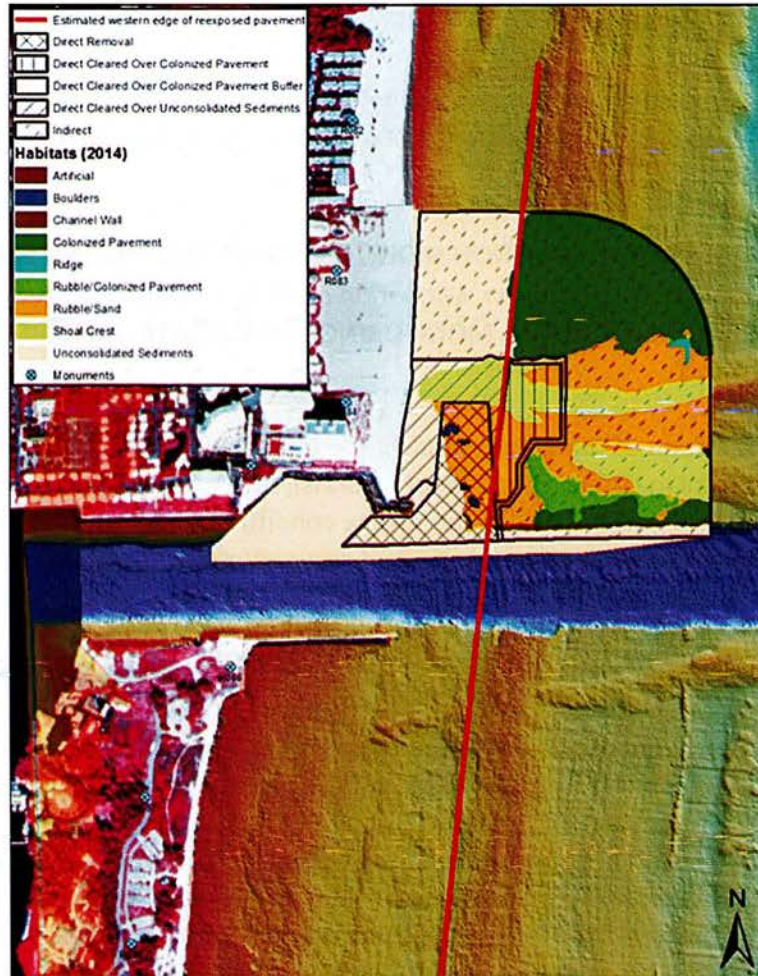 Estimated western edge of reexposed pavement
Direct Removal
Direct Cleared Over Colonized Pavement
Direct Cleared Over Colonized Pavement Buffer
Direct Cleared Over Unconsolidated Sediments
Indirect
Habitats (2014)
Artificial
Boulders
Channel Wall
Colonized Pavement
Ridge
Rubble/Colonized Pavement
Rubble/Sand
Shoal Crest
Unconsolidated Sediments
Monuments
R083
N